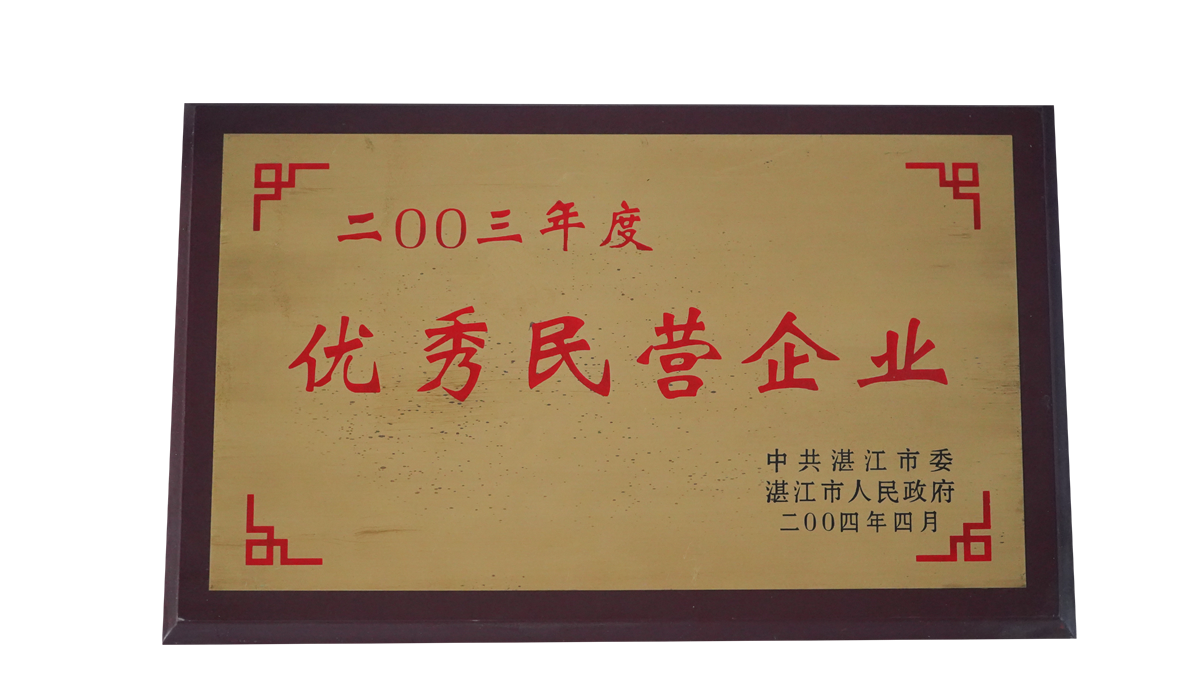 二OO三年度
优秀民营企业
中共湛江市委
湛江市人民政府
二OO四年四月